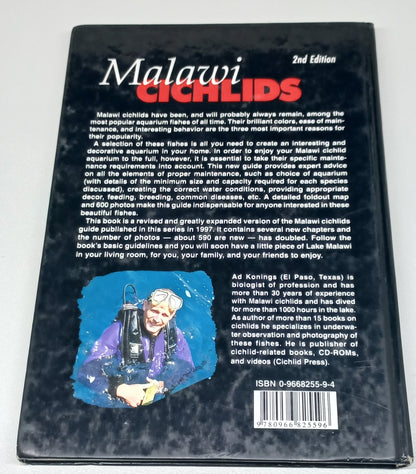 Malawi
2nd Edition
CICHLIDS
Malawi cichlids have been, and will probably always remain, among the
most popular aquarium fishes of all time. Their brilliant colors, ease of main-
tenance, and interesting behavior are the three most important reasons for
their popularity.
A selection of these fishes is all you need to create an interesting and
decorative aquarium in your home. In order to enjoy your Malawi cichlid
aquarium to the full, however, it is essential to take their specific mainte-
nance requirements into account. This new guide provides expert advice
on all the elements of proper maintenance, such as choice of aquarium
(with details of the minimum size and capacity required for each species
discussed), creating the correct water conditions, providing appropriate
decor, feeding, breeding, common diseases, etc. A detailed foldout map
and 600 photos make this guide indispensable for anyone interested in these
beautiful fishes.
This book is a revised and greatly expanded version of the Malawi cichlids
guide published in this series in 1997. It contains several new chapters and
the number of photos — about 590 are new — has doubled. Follow the
book's basic guidelines and you will soon have a little piece of Lake Malawi
in your living room, for you, your family, and your friends to enjoy.
Ad Konings (El Paso, Texas) is
biologist of profession and has
more than 30 years of experience
with Malawi cichlids and has dived
for more than 1000 hours in the lake.
As author of more than 15 books on
cichlids he specializes in underwa-
ter observation and photography of
these fishes. He is publisher of
cichlid-related books, CD-ROMs,
and videos (Cichlid Press).
ISBN 0-9668255-9-4
9 780966 825596